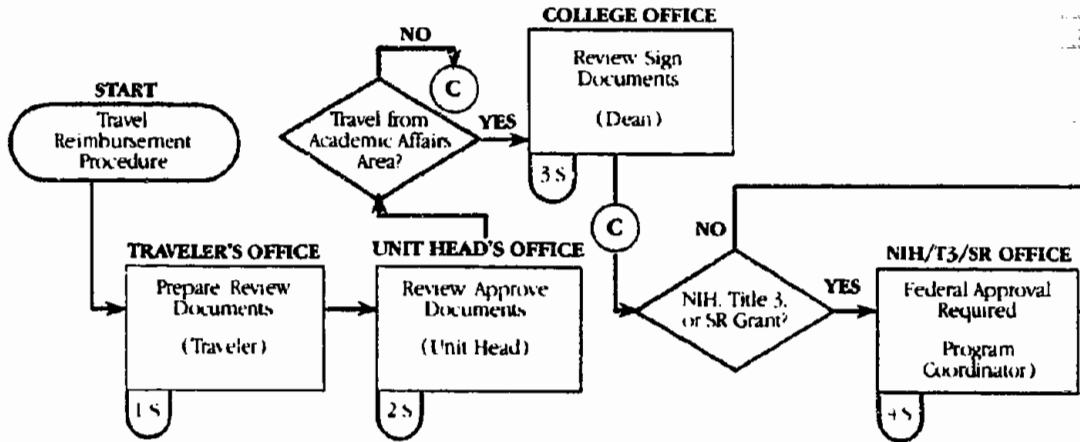 START
Travel
Reimbursement
Procedure
TRAVELER'S OFFICE
Prepare Review
Documents
(Traveler)
1 S
UNIT HEAD'S OFFICE
Review Approve
Documents
(Unit Head)
2 S
NO
C
Travel from
Academic Affairs
Area?
YES
COLLEGE OFFICE
Review Sign
Documents
(Dean)
3 S
C
NO
NIH, Title 3,
or SR Grant?
YES
NIH/T3/SR OFFICE
Federal Approval
Required
Program
Coordinator)
4 S